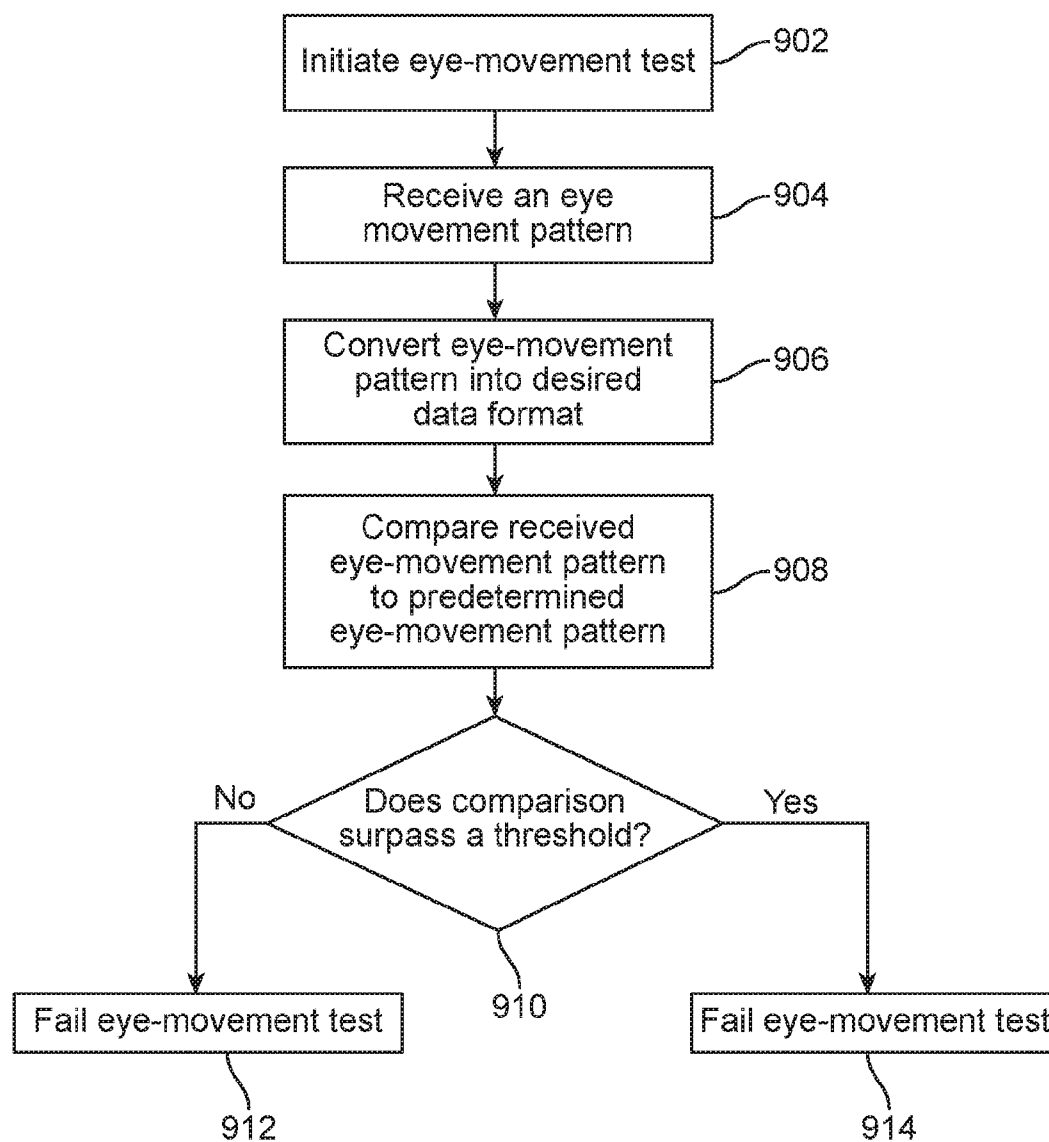 Initiate eye-movement test
902
Receive an eye
movement pattern
904
Convert eye-movement
pattern into desired
data format
906
Compare received
eye-movement pattern
to predetermined
eye-movement pattern
908
No
Does comparison
surpass a threshold?
Yes
910
Fail eye-movement test
Fail eye-movement test
912
914